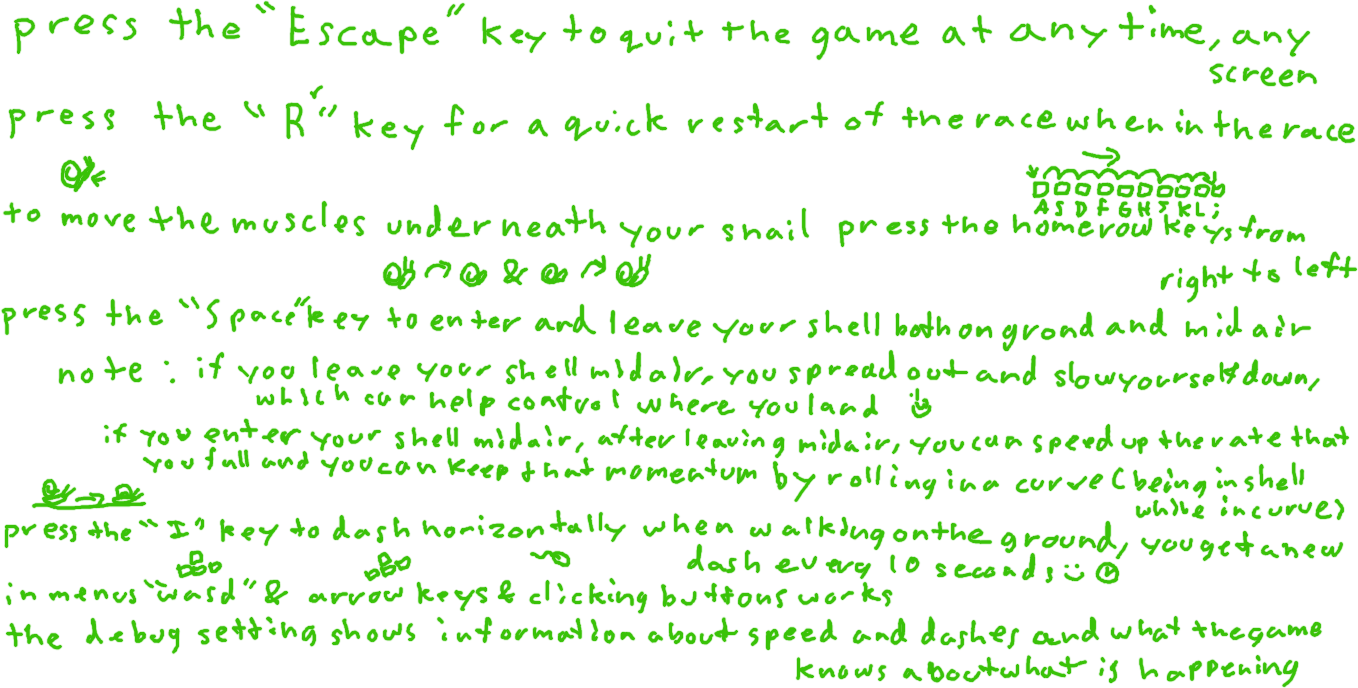 press the "Escape" key to quit the game at any time, any
screen
press the "R" key for a quick restart of the race when in the race
A S D F G H J K L ;
to move the muscles underneath your snail press the homerow keys from
right to left
&
press the "Space" key to enter and leave your shell both on grond and mid air
note : if you leave your shell midair, you spread out and slow yourself down,
which can help control where you land
if you enter your shell midair, after leaving midair, you can speed up the rate that
you fall and you can keep that momentum by rolling in a curve (being in shell
while in curve)
press the "I" key to dash horizontally when walking on the ground, you get a new
dash every 10 seconds
in menus "wasd" & arrow keys & clicking buttons works
the debug setting shows information about speed and dashes and what the game
knows about what is happening